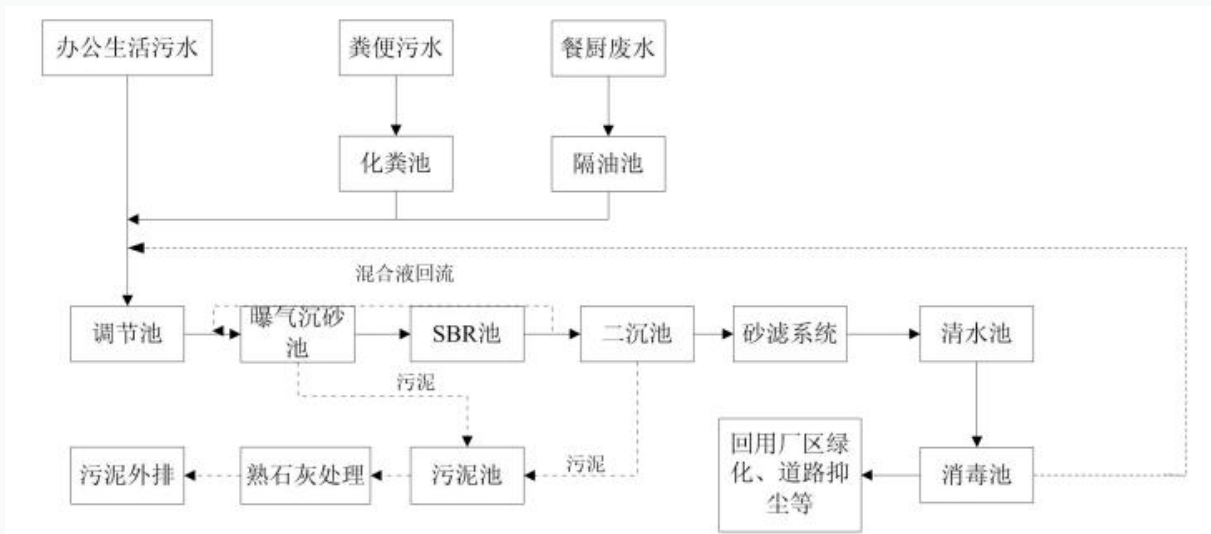 办公生活污水
粪便污水
餐厨废水
化粪池
隔油池
混合液回流
调节池
曝气沉砂
池
SBR池
二沉池
砂滤系统
清水池
污泥
污泥外排
熟石灰处理
污泥池
污泥
回用厂区绿
化、道路抑
尘等
消毒池